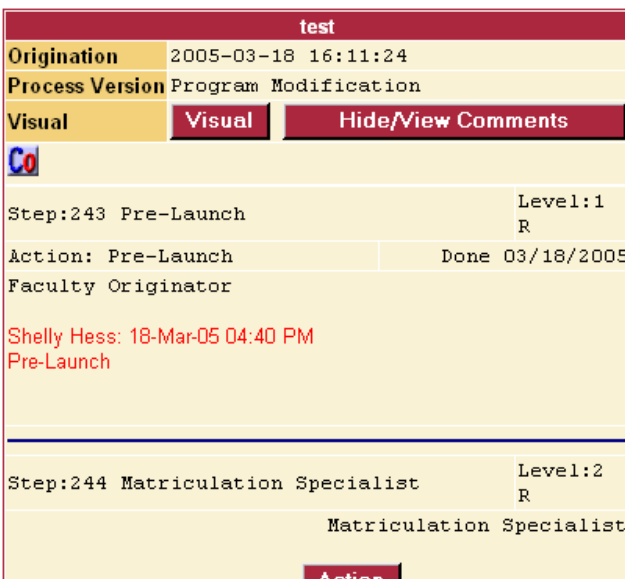 test
Origination 2005-03-18 16:11:24
Process Version Program Modification
Visual Visual Hide/View Comments
Co
Step:243 Pre-Launch Level:1 R
Action: Pre-Launch Done 03/18/2005
Faculty Originator
Shelly Hess: 18-Mar-05 04:40 PM
Pre-Launch
Step:244 Matriculation Specialist Level:2 R
Matriculation Specialist
Action